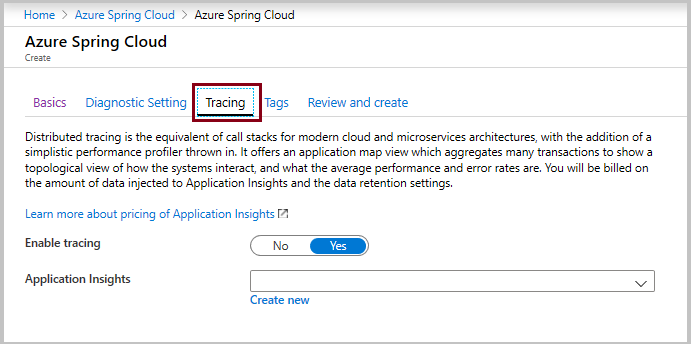 Home > Azure Spring Cloud > Azure Spring Cloud
Azure Spring Cloud
Create
Basics Diagnostic Setting Tracing Tags Review and create
Distributed tracing is the equivalent of call stacks for modern cloud and microservices architectures, with the addition of a
simplistic performance profiler thrown in. It offers an application map view which aggregates many transactions to show a
topological view of how the systems interact, and what the average performance and error rates are. You will be billed on
the amount of data injected to Application Insights and the data retention settings.
Learn more about pricing of Application Insights
Enable tracing No Yes
Application Insights
Create new